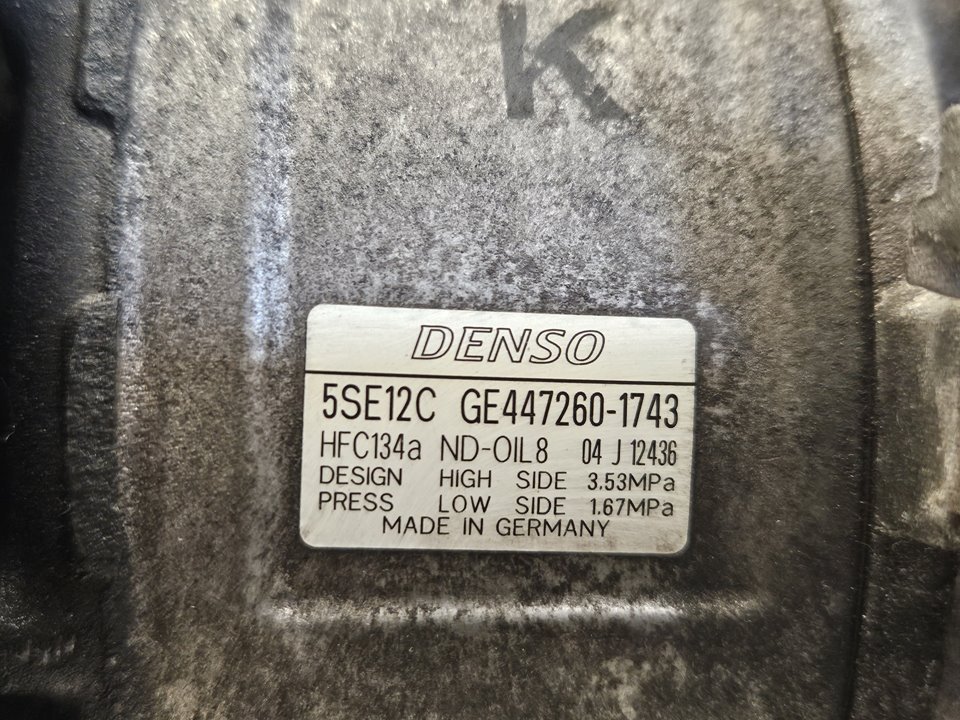 K
DENSO
5SE12C GE447260-1743
HFC134a ND-OIL8 04 J 12436
DESIGN HIGH SIDE 3.53MPa
PRESS LOW SIDE 1.67MPa
MADE IN GERMANY